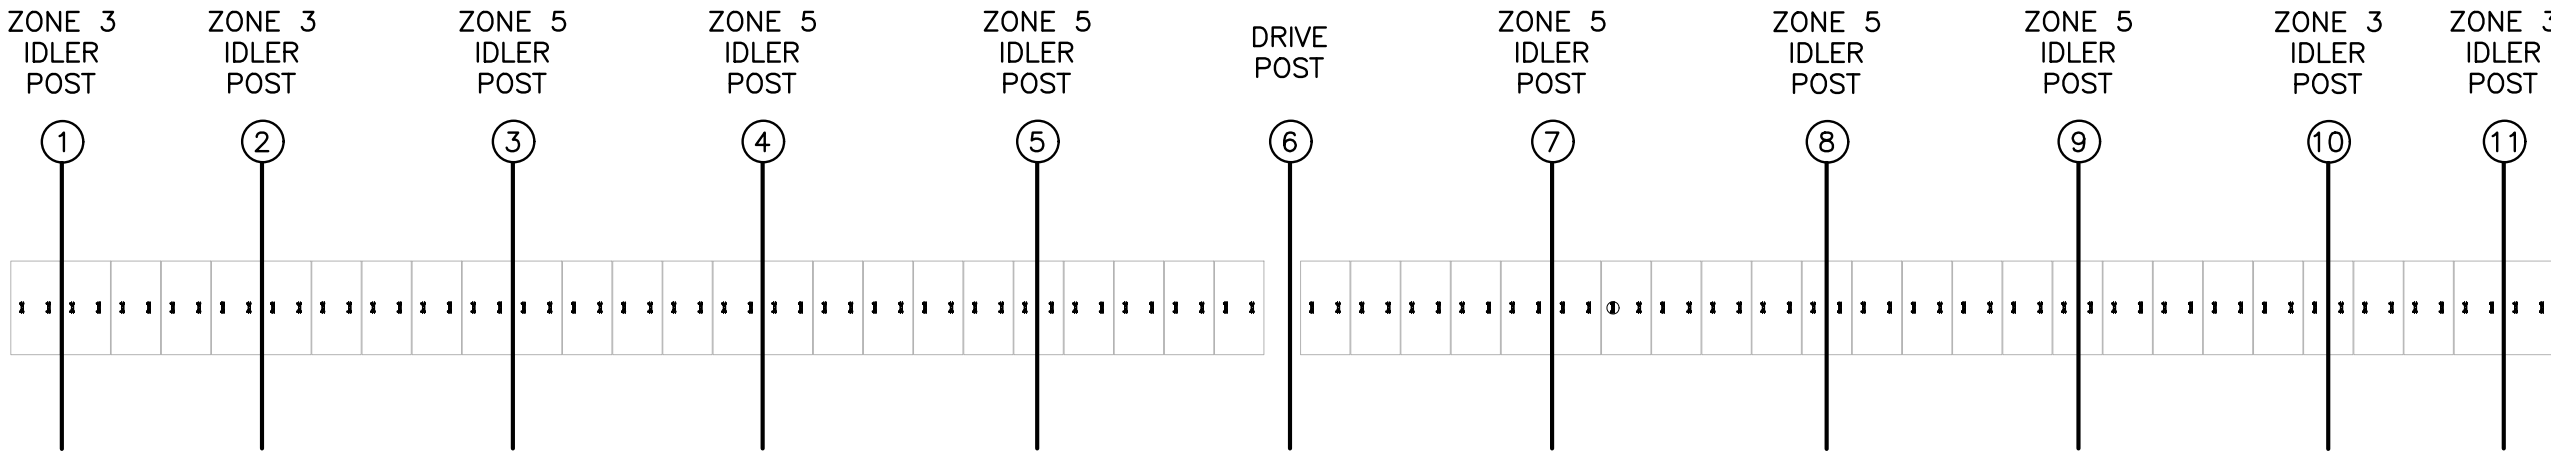 ZONE 3
IDLER
POST
ZONE 3
IDLER
POST
ZONE 5
IDLER
POST
ZONE 5
IDLER
POST
ZONE 5
IDLER
POST
DRIVE
POST
ZONE 5
IDLER
POST
ZONE 5
IDLER
POST
ZONE 5
IDLER
POST
ZONE 3
IDLER
POST
ZONE 3
IDLER
POST
1
2
3
4
5
6
7
8
9
10
11